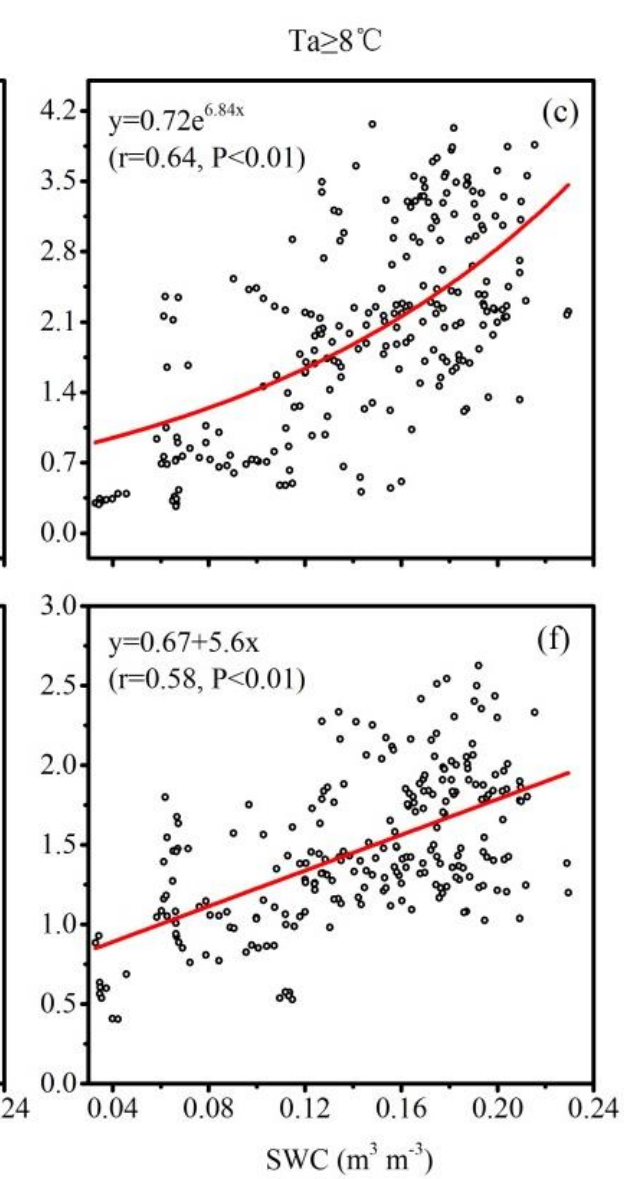 Ta≥8℃
4.2
y=0.72e^6.84x
(c)
(r=0.64, P<0.01)
3.5
2.8
2.1
1.4
0.7
0.0
3.0
y=0.67+5.6x
(f)
(r=0.58, P<0.01)
2.5
2.0
1.5
1.0
0.5
0.0
24 0.04 0.08 0.12 0.16 0.20 0.24
SWC (m³ m⁻³)